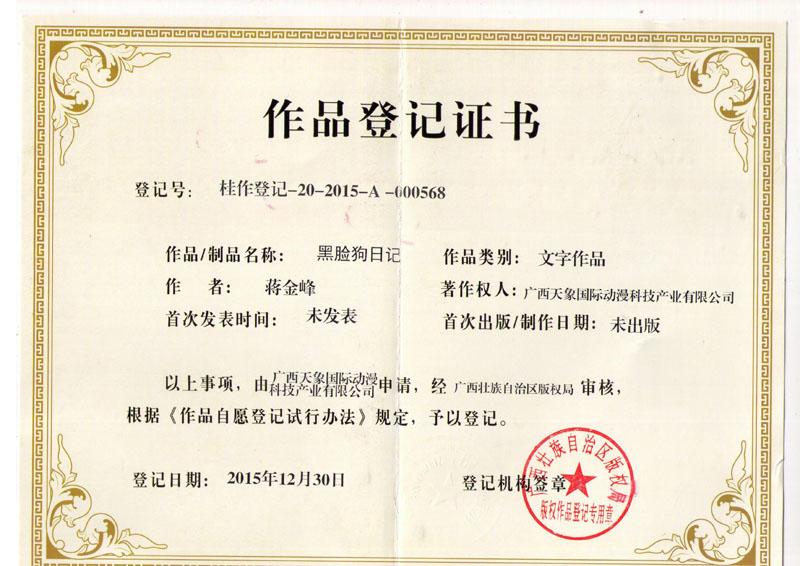 作品登记证书
登记号： 桂作登记-20-2015-A -000568
作品/制品名称： 黑脸狗日记 作品类别： 文字作品
作 者： 蒋金峰 著作权人： 广西天象国际动漫科技产业有限公司
首次发表时间： 未发表 首次出版/制作日期： 未出版
以上事项，由广西天象国际动漫科技产业有限公司申请，经 广西壮族自治区版权局 审核，
根据《作品自愿登记试行办法》规定，予以登记。
登记日期： 2015年12月30日 登记机构签章
广西壮族自治区版权局
版权作品登记专用章